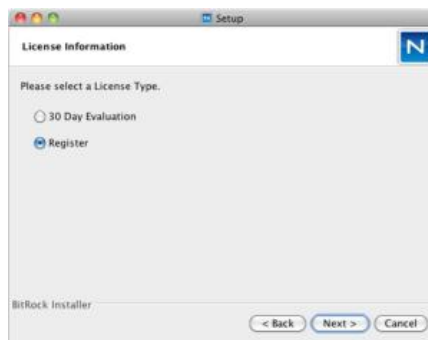 Setup
License Information
N
Please select a License Type.
30 Day Evaluation
Register
BitRock Installer
< Back
Next >
Cancel